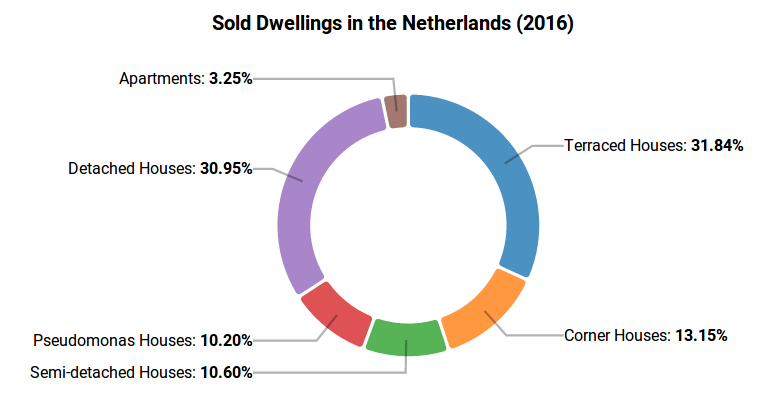 Sold Dwellings in the Netherlands (2016)
Apartments: 3.25%
Terraced Houses: 31.84%
Detached Houses: 30.95%
Corner Houses: 13.15%
Pseudomonas Houses: 10.20%
Semi-detached Houses: 10.60%